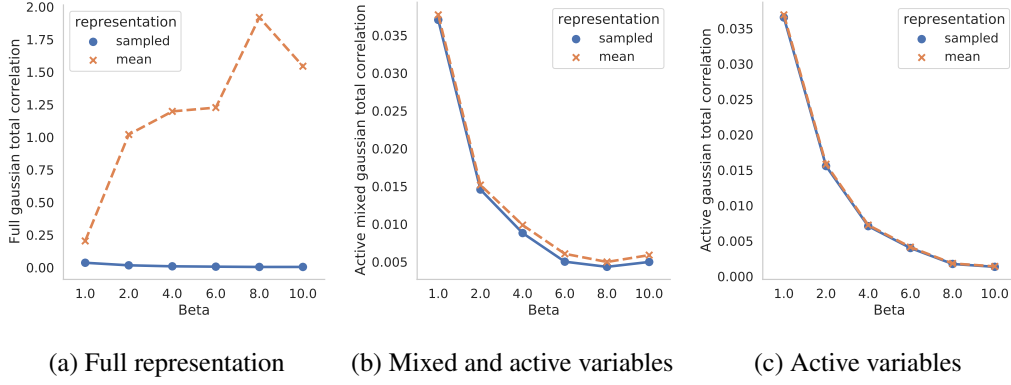 Full gaussian total correlation
2.00
1.75
1.50
1.25
1.00
0.75
0.50
0.25
0.00
representation
sampled
mean
1.0 2.0 4.0 6.0 8.0 10.0
Beta
(a) Full representation
Active mixed gaussian total correlation
0.035
0.030
0.025
0.020
0.015
0.010
0.005
representation
sampled
mean
1.0 2.0 4.0 6.0 8.0 10.0
Beta
(b) Mixed and active variables
Active gaussian total correlation
0.035
0.030
0.025
0.020
0.015
0.010
0.005
0.000
representation
sampled
mean
1.0 2.0 4.0 6.0 8.0 10.0
Beta
(c) Active variables